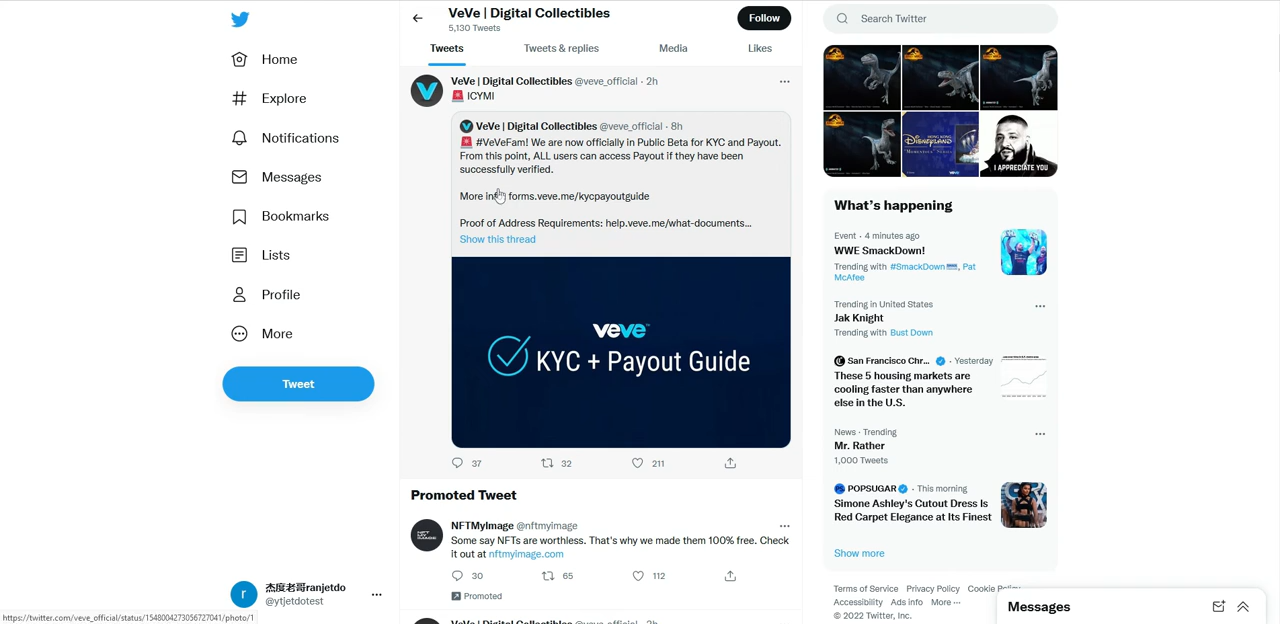 VeVe | Digital Collectibles
5,130 Tweets
Follow
Search Twitter
Tweets
Tweets & replies
Media
Likes
Home
Explore
Notifications
Messages
Bookmarks
Lists
Profile
More
Tweet
杰度老哥ranjetdo
@ytjetdotest
VeVe | Digital Collectibles @veve_official · 2h
ICYMI
VeVe | Digital Collectibles @veve_official · 8h
#VeVeFam! We are now officially in Public Beta for KYC and Payout.
From this point, ALL users can access Payout if they have been
successfully verified.
More forms.veve.me/kycpayoutguide
Proof of Address Requirements: help.veve.me/what-documents...
Show this thread
veve
KYC + Payout Guide
37
32
211
Promoted Tweet
NFTMyImage @nftmyimage
Some say NFTs are worthless. That's why we made them 100% free. Check
it out at nftmyimage.com
30
65
112
Promoted
VeVe | Digital Collectibles @veve_official · 2h
DISNEYLAND
I APPRECIATE YOU
What's happening
Event · 4 minutes ago
WWE SmackDown!
Trending with #SmackDown, Pat
McAfee
Trending in United States
Jak Knight
Trending with Bust Down
San Francisco Chr... · Yesterday
These 5 housing markets are
cooling faster than anywhere
else in the U.S.
News · Trending
Mr. Rather
1,000 Tweets
POPSUGAR · This morning
Simone Ashley's Cutout Dress Is
Red Carpet Elegance at Its Finest
Show more
Terms of Service Privacy Policy Cookie Policy
Accessibility Ads info More ···
© 2022 Twitter, Inc.
Messages
https://twitter.com/veve_official/status/1548004273056727041/photo/1